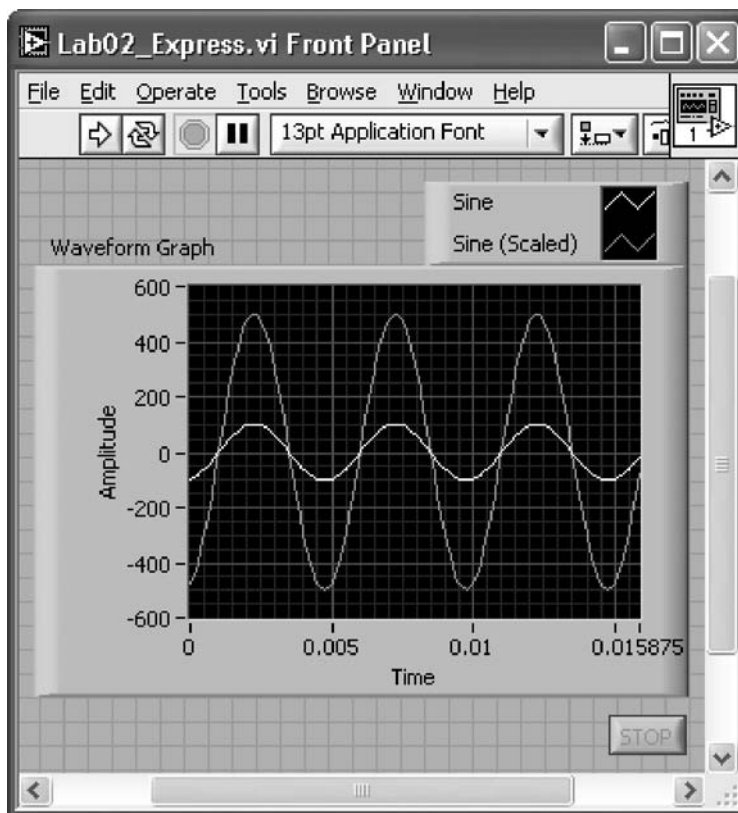 Lab02_Express.vi Front Panel
File Edit Operate Tools Browse Window Help
13pt Application Font
1
Sine
Sine (Scaled)
Waveform Graph
600
400
200
0
-200
-400
-600
Amplitude
0 0.005 0.01 0.015875
Time
STOP